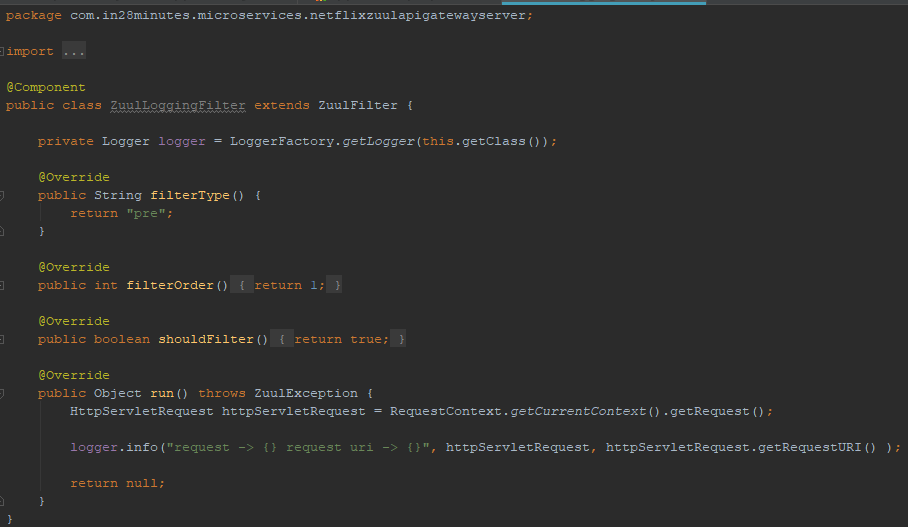 package com.in28minutes.microservices.netflixzuulapigatewayserver;
import ...
@Component
public class ZuulLoggingFilter extends ZuulFilter {
private Logger logger = LoggerFactory.getLogger(this.getClass());
@Override
public String filterType() {
return "pre";
}
@Override
public int filterOrder() { return 1; }
@Override
public boolean shouldFilter() { return true; }
@Override
public Object run() throws ZuulException {
HttpServletRequest httpServletRequest = RequestContext.getCurrentContext().getRequest();
logger.info("request -> {} request uri -> {}", httpServletRequest, httpServletRequest.getRequestURI() );
return null;
}
}